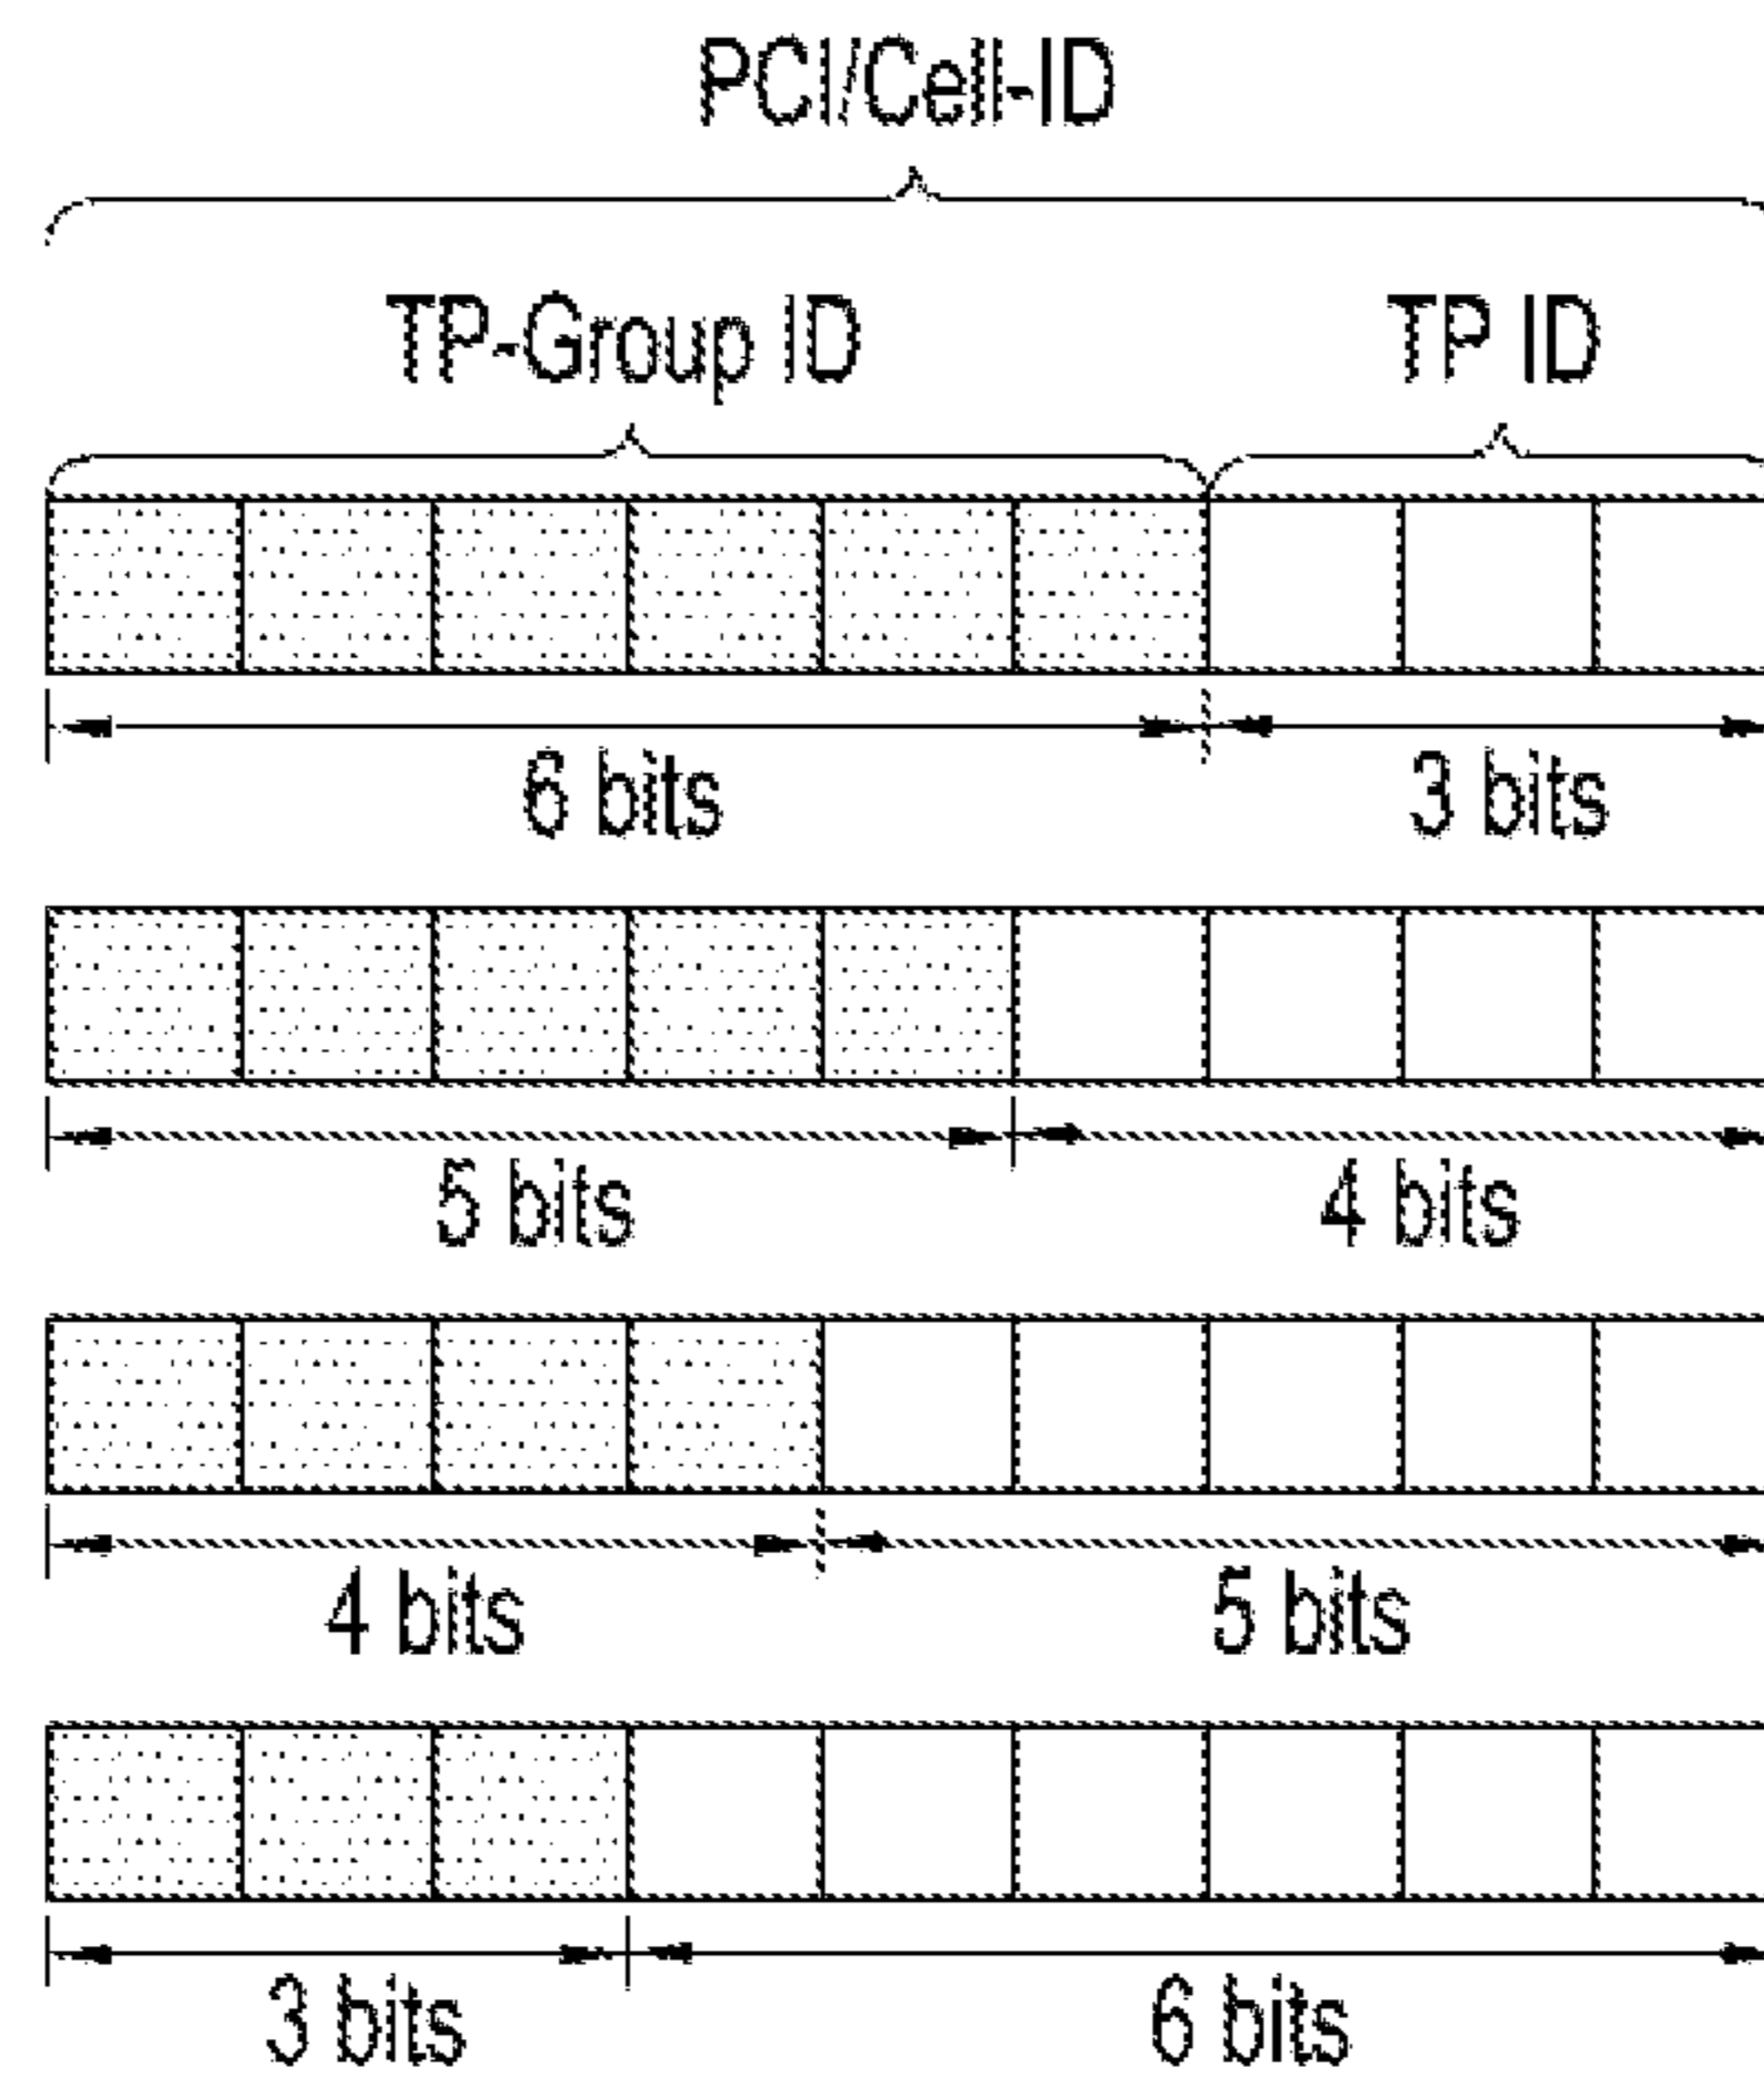 PCI/Cell-ID
TP-Group ID TP ID
6 bits 3 bits
5 bits 4 bits
4 bits 5 bits
3 bits 6 bits